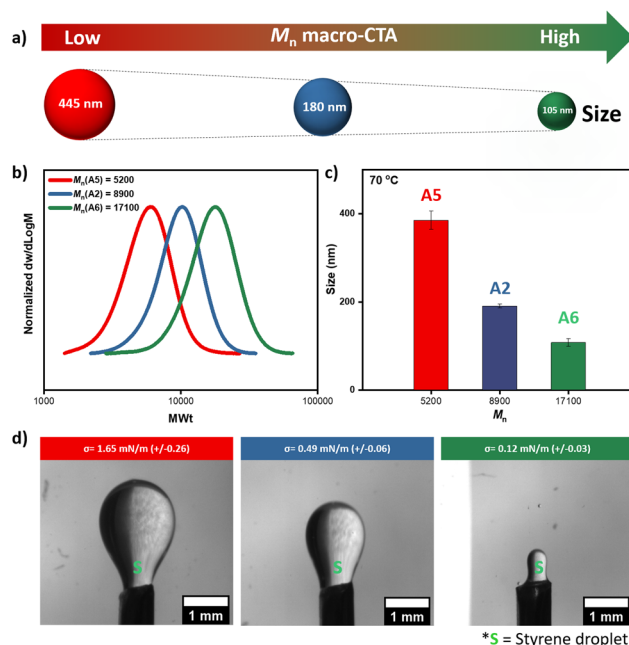 a)
Low Mn macro-CTA High
445 nm 180 nm 105 nm Size
b)
Mn(A5) = 5200
Mn(A2) = 8900
Mn(A6) = 17100
Normalized dw/dLogM
1000 10000 100000
MWt
c)
70 ºC
A5
A2
A6
Size (nm)
400
200
0
5200 8900 17100
Mn
d)
σ= 1.65 mN/m (+/-0.26) σ= 0.49 mN/m (+/-0.06) σ= 0.12 mN/m (+/-0.03)
S S S
1 mm 1 mm 1 mm
*S = Styrene droplet